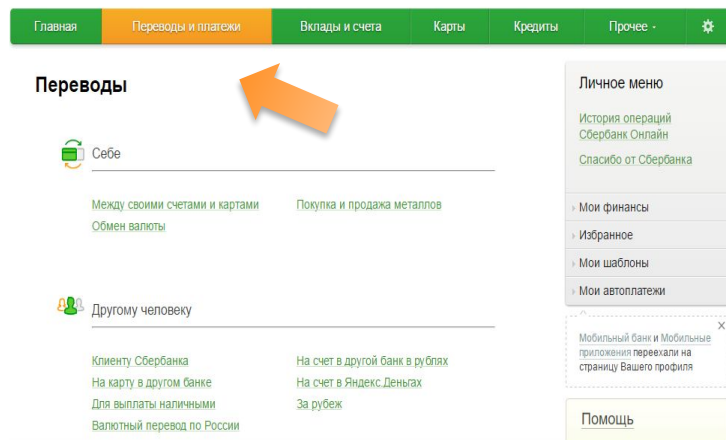 Главная Переводы и платежи Вклады и счета Карты Кредиты Прочее
Переводы
Себе
Между своими счетами и картами Покупка и продажа металлов
Обмен валюты
Другому человеку
Клиенту Сбербанка На счет в другой банк в рублях
На карту в другом банке На счет в Яндекс.Деньгах
Для выплаты наличными За рубеж
Валютный перевод по России
Личное меню
История операций
Сбербанк Онлайн
Спасибо от Сбербанка
Мои финансы
Избранное
Мои шаблоны
Мои автоплатежи
X
Мобильный банк и Мобильные
приложения переехали на
страницу Вашего профиля
Помощь